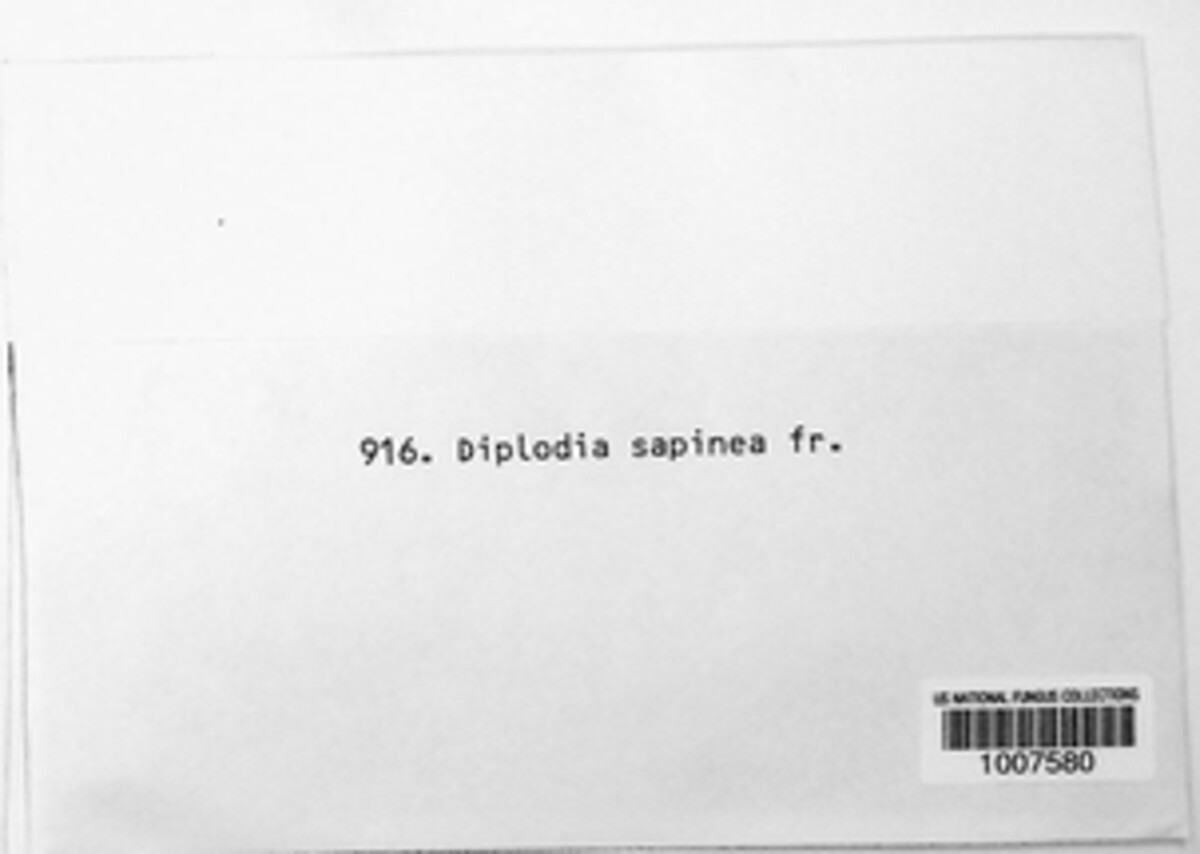 916. Diplodia sapinea fr.
US NATIONAL FUNGUS COLLECTIONS
1007580